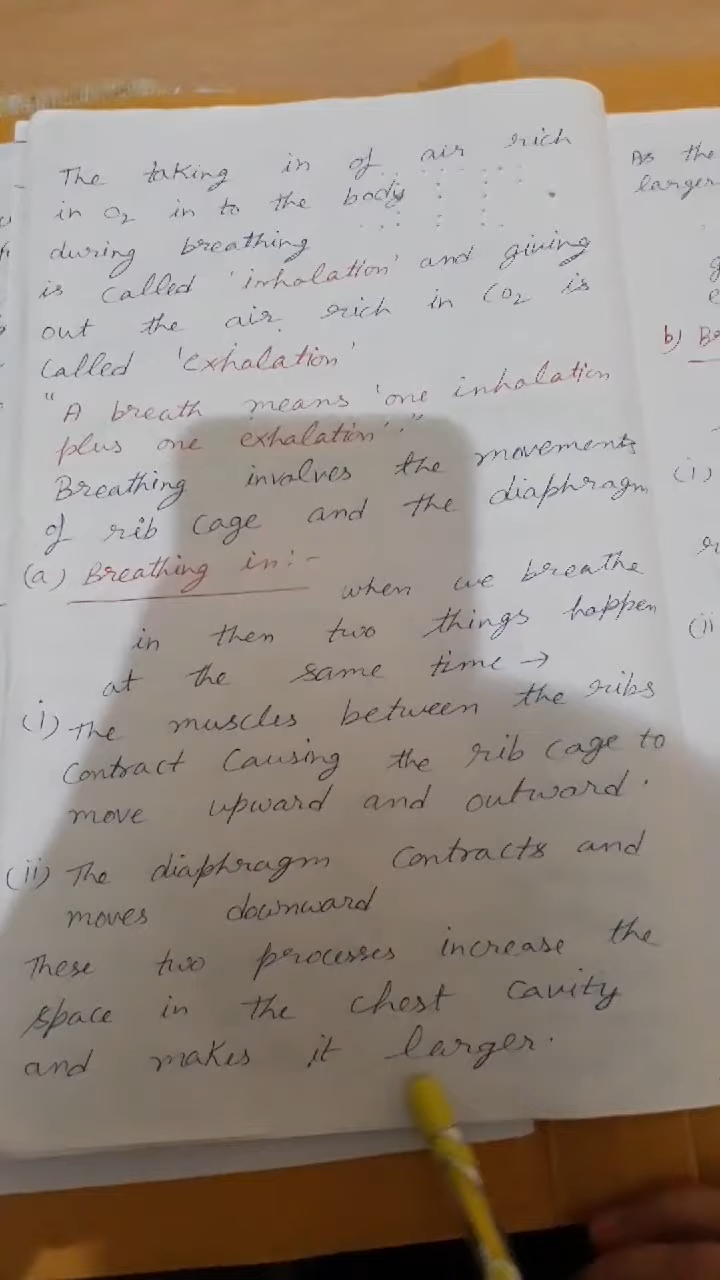 The taking in of air rich
in O2 in to the body
during breathing
is called 'inhalation' and giving
out the air rich in CO2 is
called 'exhalation'
"A breath means 'one inhalation
plus one exhalation'."
Breathing involves the movements
of rib cage and the diaphragm
(a) Breathing in:-
when we breathe
in then two things happen
at the same time →
(i) The muscles between the ribs
contract causing the rib cage to
move upward and outward.
(ii) The diaphragm contracts and
moves downward
These two processes increase the
space in the chest cavity
and makes it larger.
As the
larger
b)
(i)
(ii